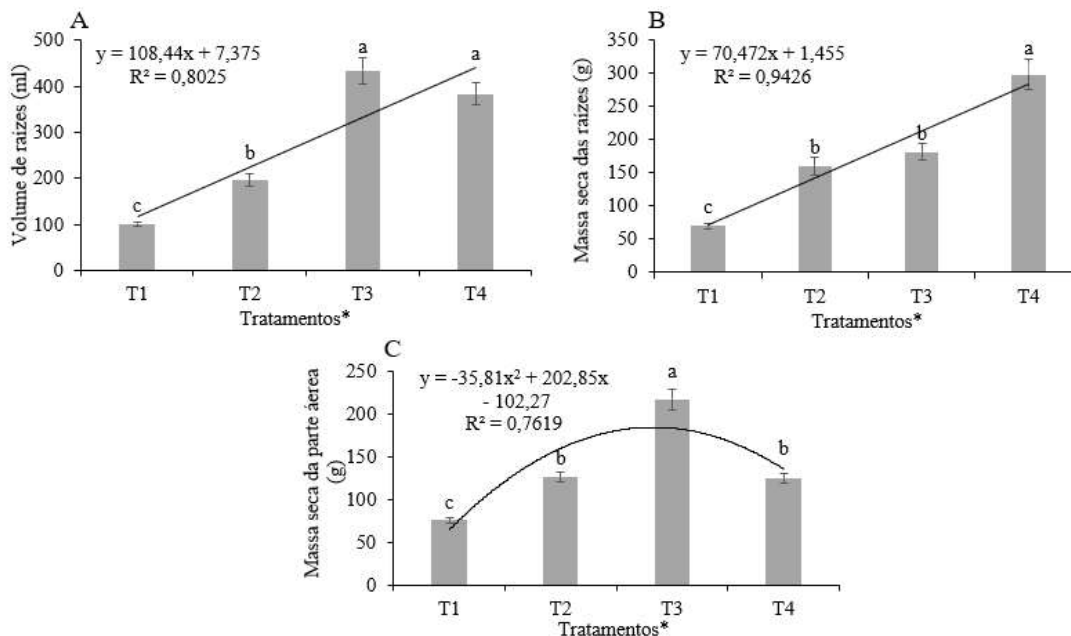 A
y = 108,44x + 7,375
R² = 0,8025
Volume de raízes (ml)
500
400
300
200
100
0
c
b
a
a
T1 T2 T3 T4
Tratamentos*
B
y = 70,472x + 1,455
R² = 0,9426
Massa seca das raízes (g)
350
300
250
200
150
100
50
0
c
b
b
a
T1 T2 T3 T4
Tratamentos*
C
y = -35,81x² + 202,85x
- 102,27
R² = 0,7619
Massa seca da parte áerea
(g)
250
200
150
100
50
0
c
b
a
b
T1 T2 T3 T4
Tratamentos*